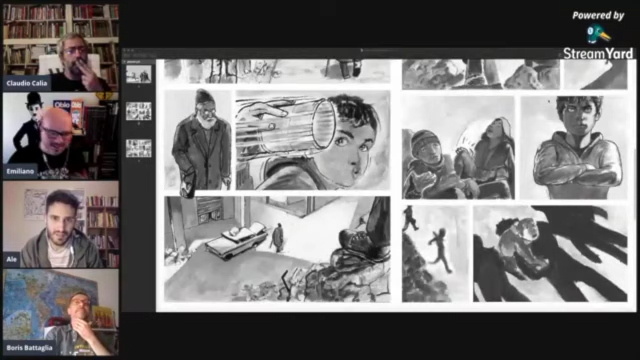 Powered by
StreamYard
Claudio Calia
Emiliano
Ale
Boris Battaglia